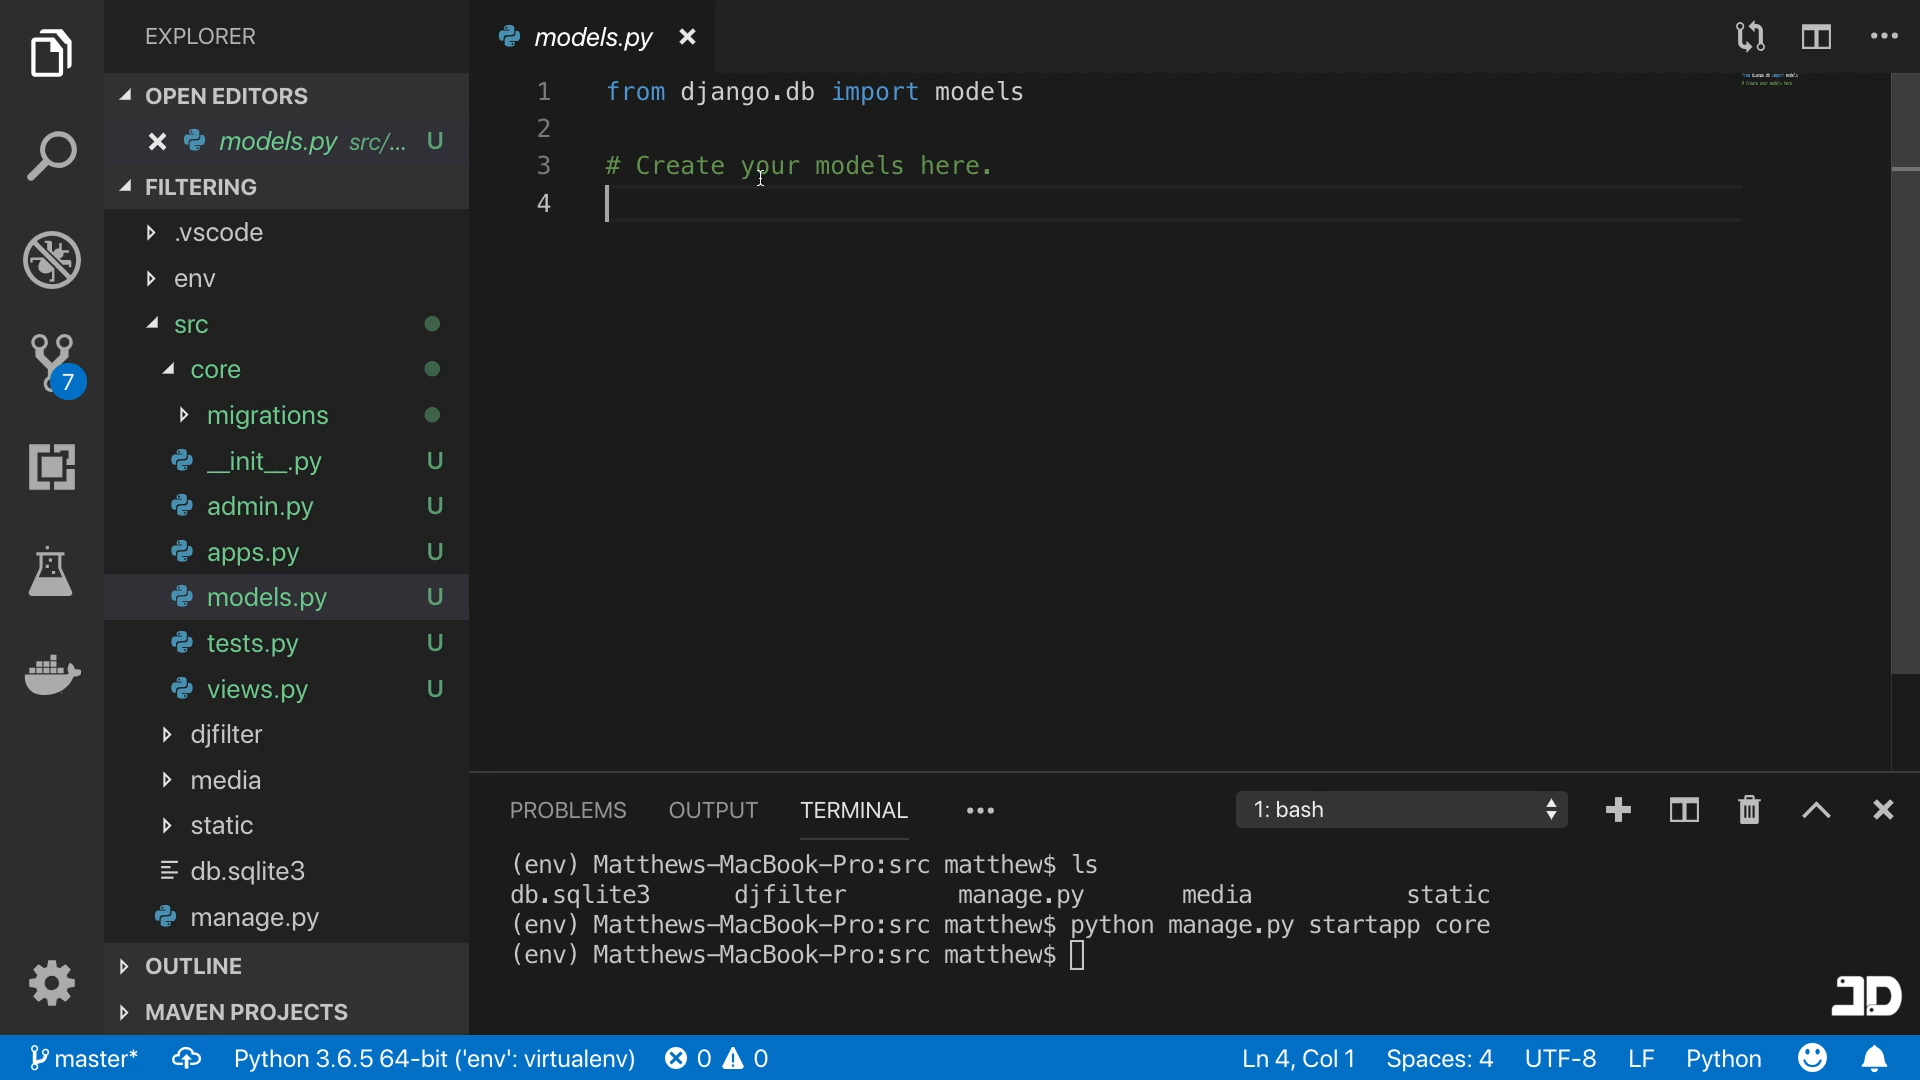 EXPLORER
OPEN EDITORS
models.py src/... U
FILTERING
.vscode
env
src
core
migrations
__init__.py U
admin.py U
apps.py U
models.py U
tests.py U
views.py U
djfilter
media
static
db.sqlite3
manage.py
OUTLINE
MAVEN PROJECTS
7
models.py
1 from django.db import models
2
3 # Create your models here.
4
PROBLEMS OUTPUT TERMINAL ••• 1: bash
(env) Matthews-MacBook-Pro:src matthew$ ls
db.sqlite3 djfilter manage.py media static
(env) Matthews-MacBook-Pro:src matthew$ python manage.py startapp core
(env) Matthews-MacBook-Pro:src matthew$
JD
master* Python 3.6.5 64-bit ('env': virtualenv) 0 0 Ln 4, Col 1 Spaces: 4 UTF-8 LF Python